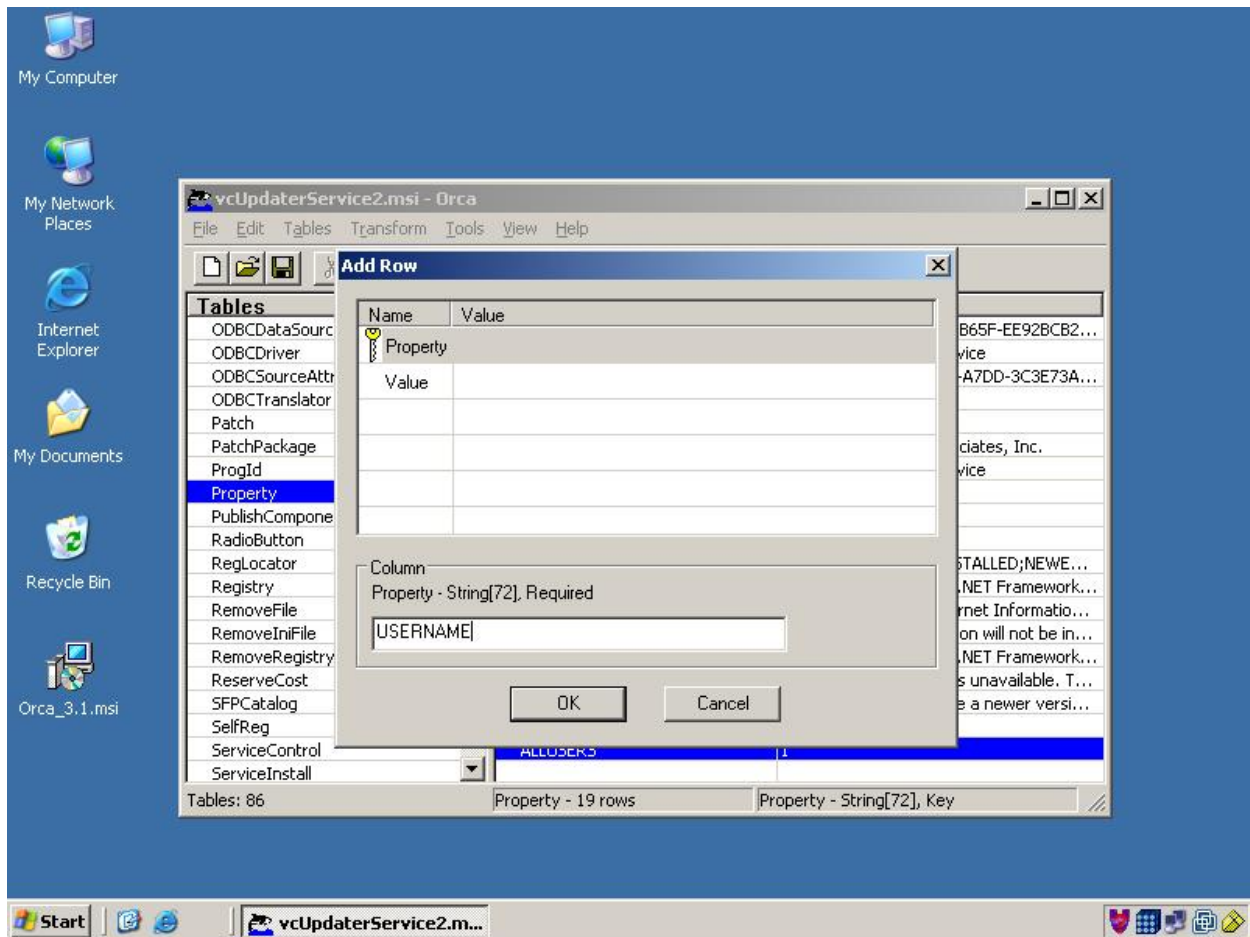 My Computer
My Network
Places
Internet
Explorer
My Documents
Recycle Bin
Orca_3.1.msi
vcUpdaterService2.msi - Orca
File Edit Tables Transform Tools View Help
Tables
ODBCDataSourc
ODBCDriver
ODBCSourceAttr
ODBCTranslator
Patch
PatchPackage
ProgId
Property
PublishCompone
RadioButton
RegLocator
Registry
RemoveFile
RemoveIniFile
RemoveRegistry
ReserveCost
SFPCatalog
SelfReg
ServiceControl
ServiceInstall
Add Row
Name Value
Property
Value
Column
Property - String[72], Required
USERNAME
OK Cancel
B65F-EE92BCB2...
vice
-A7DD-3C3E73A...
ciates, Inc.
vice
STALLED;NEWE...
.NET Framework...
rnet Informatio...
on will not be in...
.NET Framework...
s unavailable. T...
e a newer versi...
ALLUSERS 1
Tables: 86 Property - 19 rows Property - String[72], Key
Start vcUpdaterService2.m...